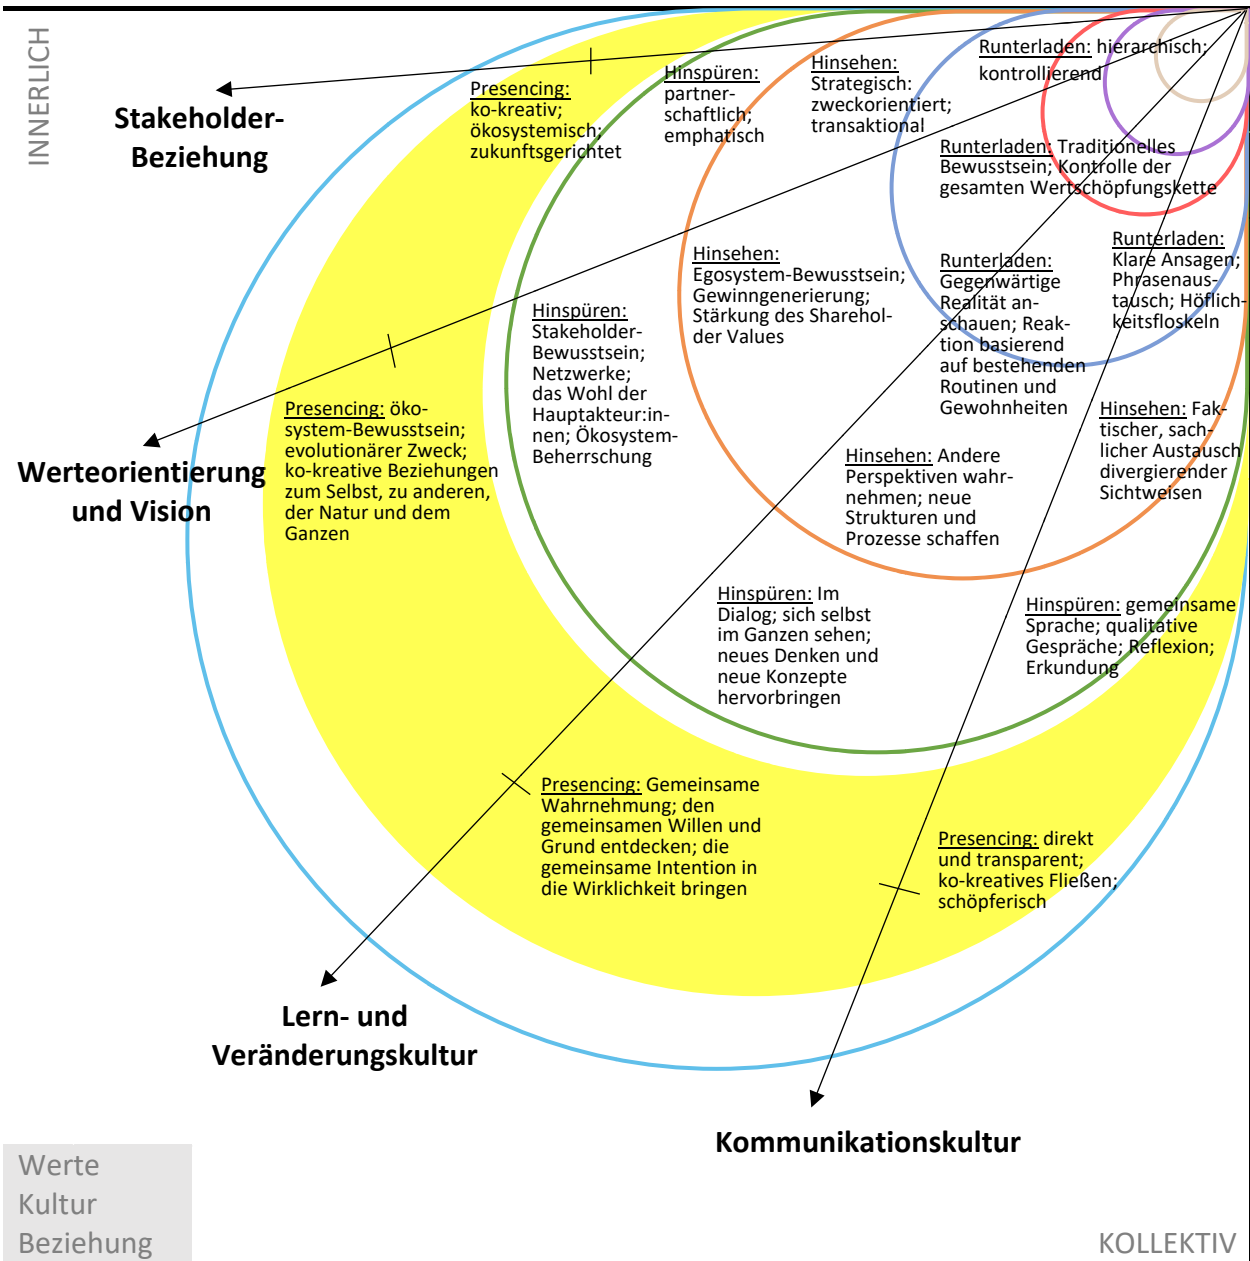 INNERLICH
Stakeholder-
Beziehung
Presencing:
ko-kreativ;
ökosystemisch;
zukunftsgerichtet
Hinspüren:
partner-
schaftlich;
emphatisch
Hinsehen:
Strategisch:
zweckorientiert;
transaktional
Runterladen: hierarchisch;
kontrollierend
Werteorientierung
und Vision
Presencing: öko-
system-Bewusstsein;
evolutionärer Zweck;
ko-kreative Beziehungen
zum Selbst, zu anderen,
der Natur und dem
Ganzen
Hinspüren:
Stakeholder-
Bewusstsein;
Netzwerke;
das Wohl der
Hauptakteur:in-
nen; Ökosystem-
Beherrschung
Hinsehen:
Egosystem-Bewusstsein;
Gewinngenerierung;
Stärkung des Sharehol-
der Values
Runterladen: Traditionelles
Bewusstsein; Kontrolle der
gesamten Wertschöpfungskette
Lern- und
Veränderungskultur
Presencing: Gemeinsame
Wahrnehmung; den
gemeinsamen Willen und
Grund entdecken; die
gemeinsame Intention in
die Wirklichkeit bringen
Hinspüren: Im
Dialog; sich selbst
im Ganzen sehen;
neues Denken und
neue Konzepte
hervorbringen
Hinsehen: Andere
Perspektiven wahr-
nehmen; neue
Strukturen und
Prozesse schaffen
Runterladen:
Gegenwärtige
Realität an-
schauen; Reak-
tion basierend
auf bestehenden
Routinen und
Gewohnheiten
Kommunikationskultur
Presencing: direkt
und transparent;
ko-kreatives Fließen;
schöpferisch
Hinspüren: gemeinsame
Sprache; qualitative
Gespräche; Reflexion;
Erkundung
Hinsehen: Fak-
tischer, sach-
licher Austausch
divergierender
Sichtweisen
Runterladen:
Klare Ansagen;
Phrasenaus-
tausch; Höflich-
keitsfloskeln
Werte
Kultur
Beziehung
KOLLEKTIV